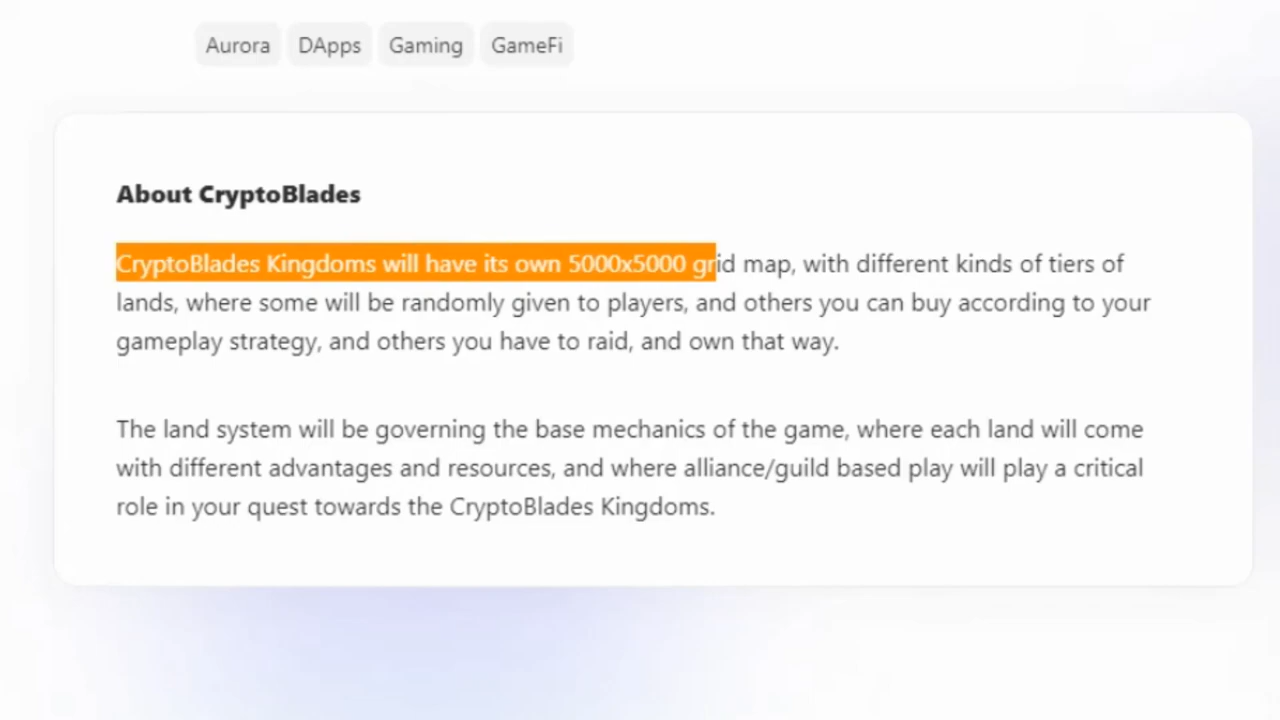 Aurora DApps Gaming GameFi
About CryptoBlades
CryptoBlades Kingdoms will have its own 5000x5000 grid map, with different kinds of tiers of
lands, where some will be randomly given to players, and others you can buy according to your
gameplay strategy, and others you have to raid, and own that way.
The land system will be governing the base mechanics of the game, where each land will come
with different advantages and resources, and where alliance/guild based play will play a critical
role in your quest towards the CryptoBlades Kingdoms.